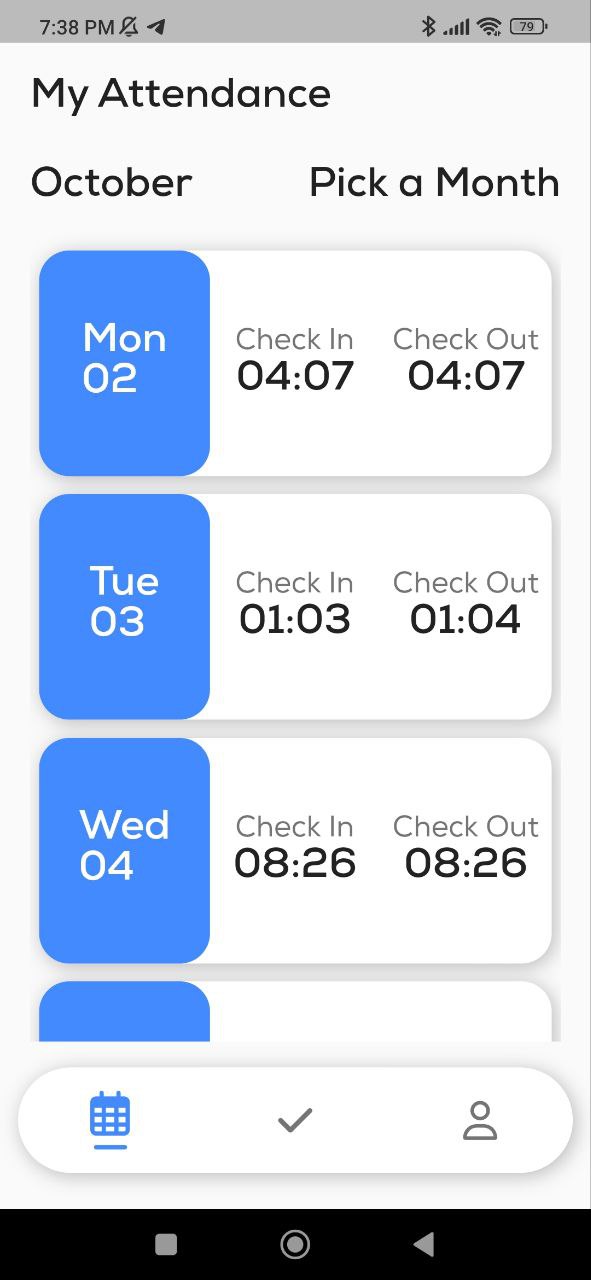 7:38 PM 79
My Attendance
October Pick a Month
Mon
02
Check In Check Out
04:07 04:07
Tue
03
Check In Check Out
01:03 01:04
Wed
04
Check In Check Out
08:26 08:26